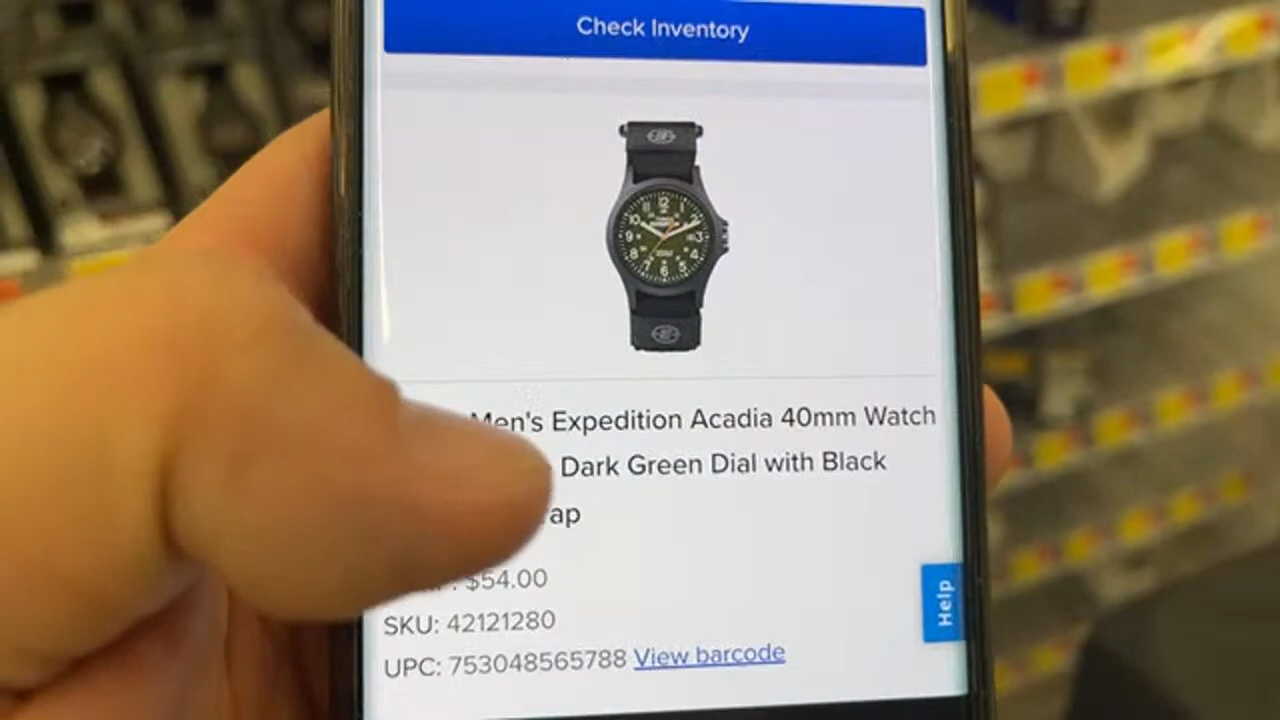 Check Inventory
Men's Expedition Acadia 40mm Watch
Dark Green Dial with Black
ap
$54.00
SKU: 42121280
UPC: 753048565788 View barcode
Help